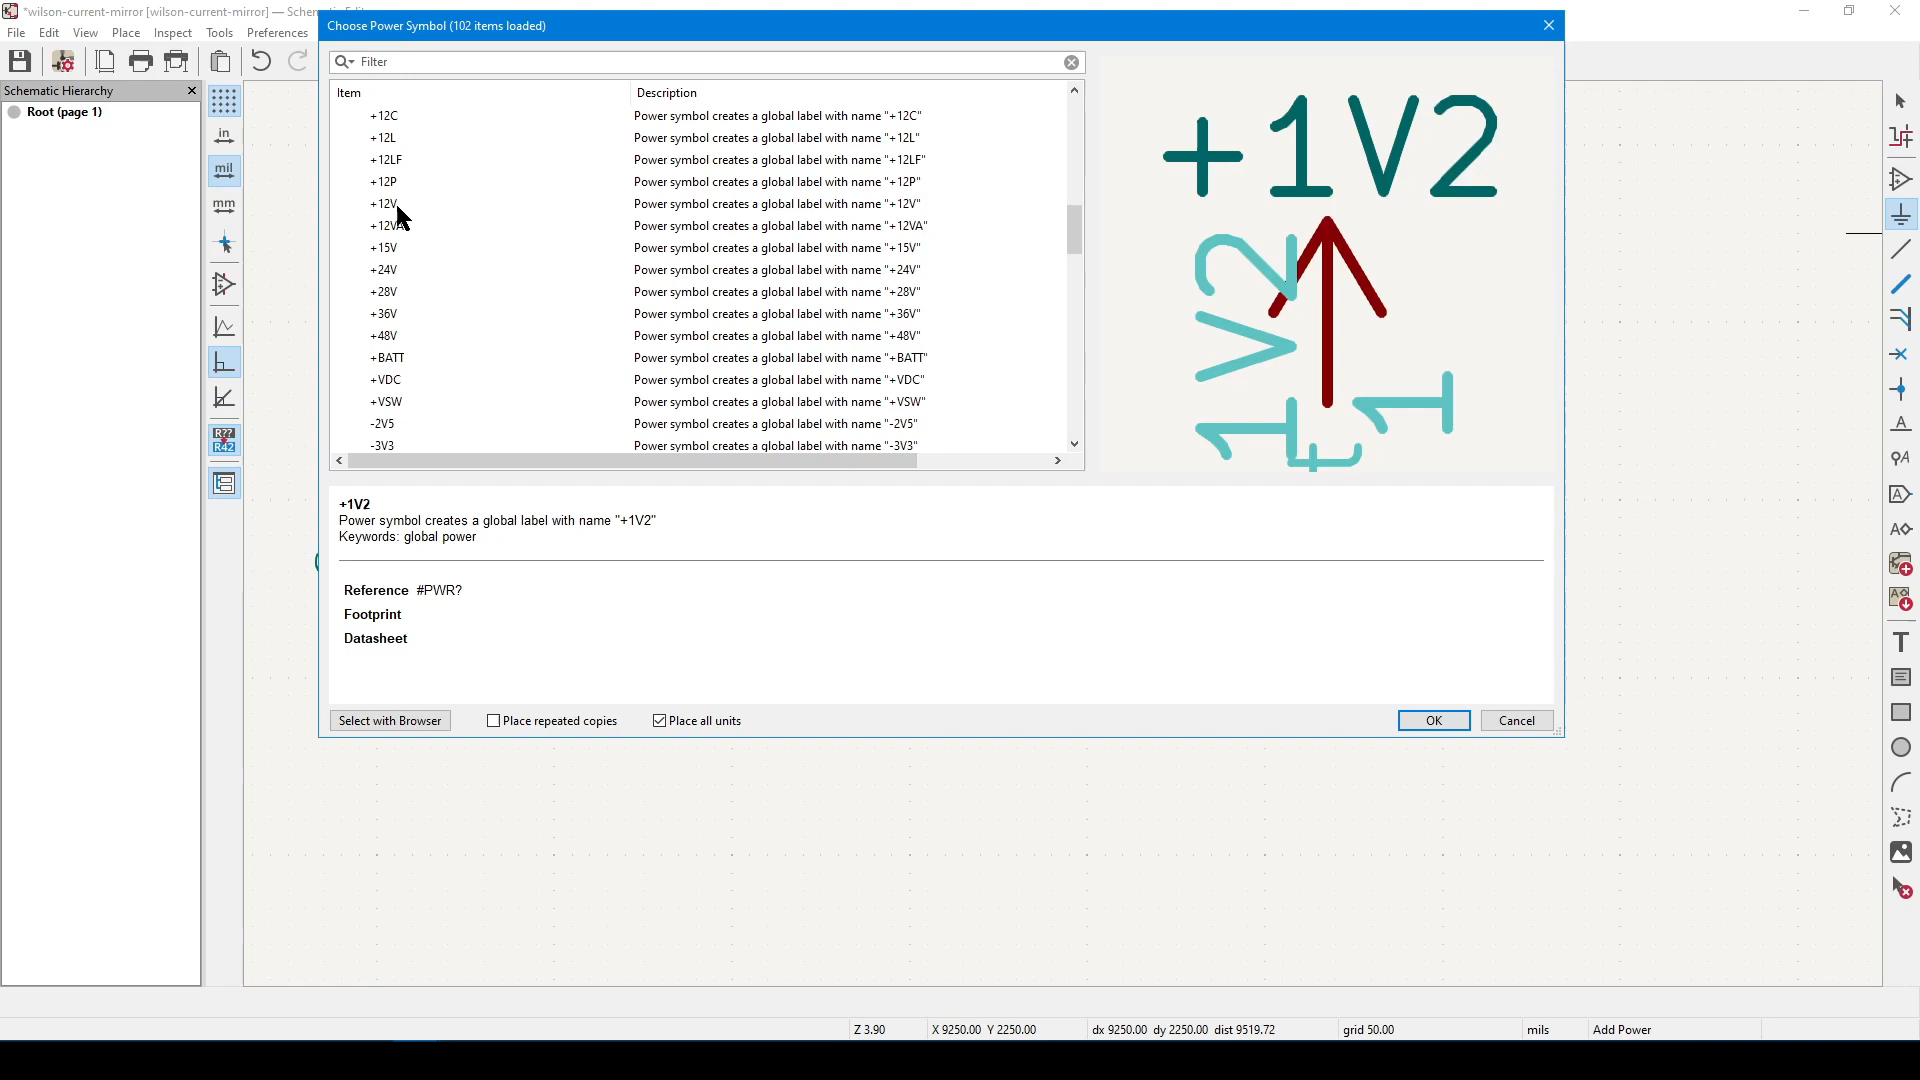 *wilson-current-mirror [wilson-current-mirror] — Schem
File Edit View Place Inspect Tools Preferences
Choose Power Symbol (102 items loaded)
Filter
Schematic Hierarchy
Root (page 1)
in
mil
mm
R??
R42
Item Description
+12C Power symbol creates a global label with name "+12C"
+12L Power symbol creates a global label with name "+12L"
+12LF Power symbol creates a global label with name "+12LF"
+12P Power symbol creates a global label with name "+12P"
+12V Power symbol creates a global label with name "+12V"
+12VA Power symbol creates a global label with name "+12VA"
+15V Power symbol creates a global label with name "+15V"
+24V Power symbol creates a global label with name "+24V"
+28V Power symbol creates a global label with name "+28V"
+36V Power symbol creates a global label with name "+36V"
+48V Power symbol creates a global label with name "+48V"
+BATT Power symbol creates a global label with name "+BATT"
+VDC Power symbol creates a global label with name "+VDC"
+VSW Power symbol creates a global label with name "+VSW"
-2V5 Power symbol creates a global label with name "-2V5"
-3V3 Power symbol creates a global label with name "-3V3"
+1V2
1V2
t1
+1V2
Power symbol creates a global label with name "+1V2"
Keywords: global power
Reference #PWR?
Footprint
Datasheet
Select with Browser Place repeated copies Place all units OK Cancel
A
A
A
A
A
T
Z 3.90 X 9250.00 Y 2250.00 dx 9250.00 dy 2250.00 dist 9519.72 grid 50.00 mils Add Power